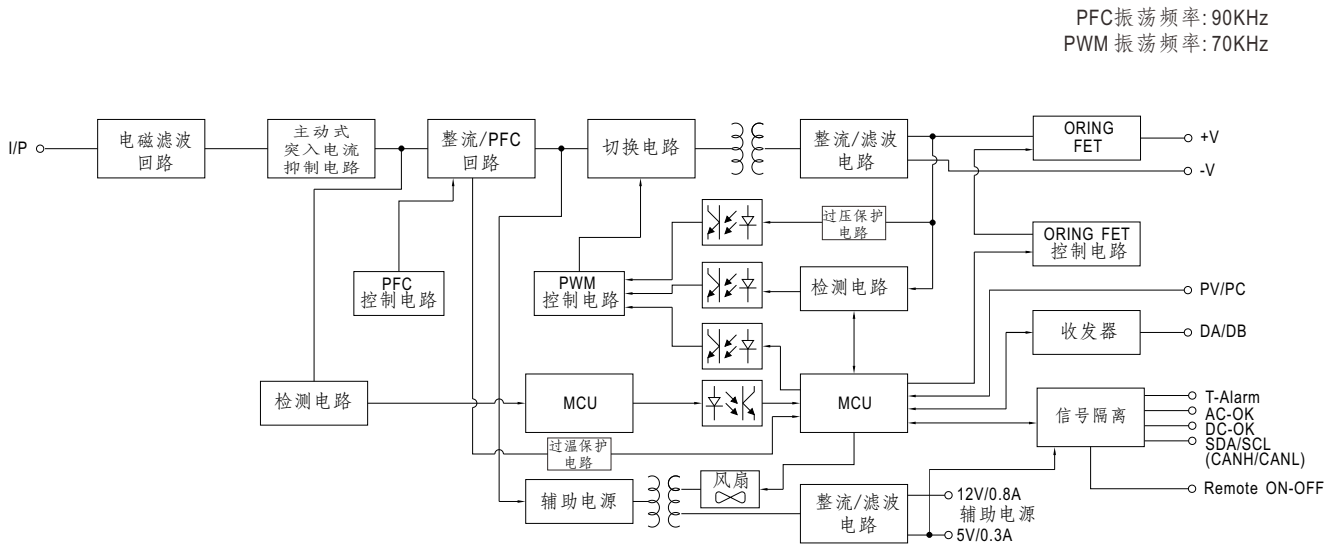 PFC振荡频率: 90KHz
PWM 振荡频率: 70KHz
I/P
电磁滤波
回路
主动式
突入电流
抑制电路
整流/PFC
回路
切换电路
整流/滤波
电路
ORING
FET
+V
-V
过压保护
电路
ORING FET
控制电路
PFC
控制电路
PWM
控制电路
检测电路
PV/PC
收发器
DA/DB
检测电路
MCU
MCU
信号隔离
T-Alarm
AC-OK
DC-OK
SDA/SCL
(CANH/CANL)
过温保护
电路
风扇
辅助电源
整流/滤波
电路
12V/0.8A
辅助电源
5V/0.3A
Remote ON-OFF